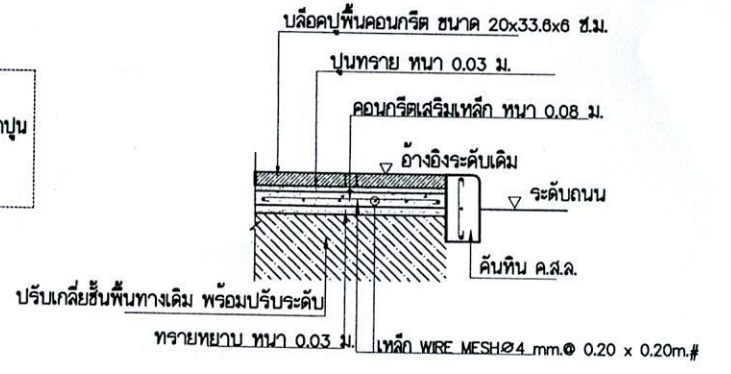 บล๊อคปูพื้นคอนกรีต ขนาด 20x33.6x6 ซ.ม.
ปูนทราย หนา 0.03 ม.
คอนกรีตเสริมเหล็ก หนา 0.08 ม.
อ้างอิงระดับเดิม
ระดับถนน
คันหิน ค.ส.ล.
ปรับเกลี่ยชั้นพื้นทางเดิม พร้อมปรับระดับ
ทรายหยาบ หนา 0.03 ม.
เหล็ก WIRE MESHØ4 mm.@ 0.20 x 0.20m.#